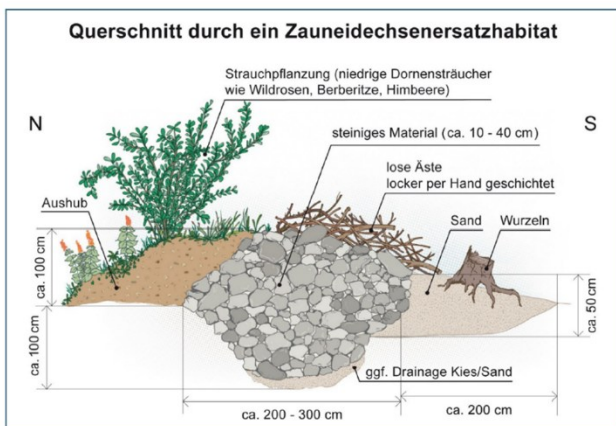 Querschnitt durch ein Zauneidechsenersatzhabitat
Strauchpflanzung (niedrige Dornensträucher
wie Wildrosen, Berberitze, Himbeere)
N
S
steiniges Material (ca. 10 - 40 cm)
lose Äste
locker per Hand geschichtet
Aushub
Sand
Wurzeln
ca. 100 cm
ca. 50 cm
ca.100 cm
ggf. Drainage Kies/Sand
ca. 200 - 300 cm
ca. 200 cm